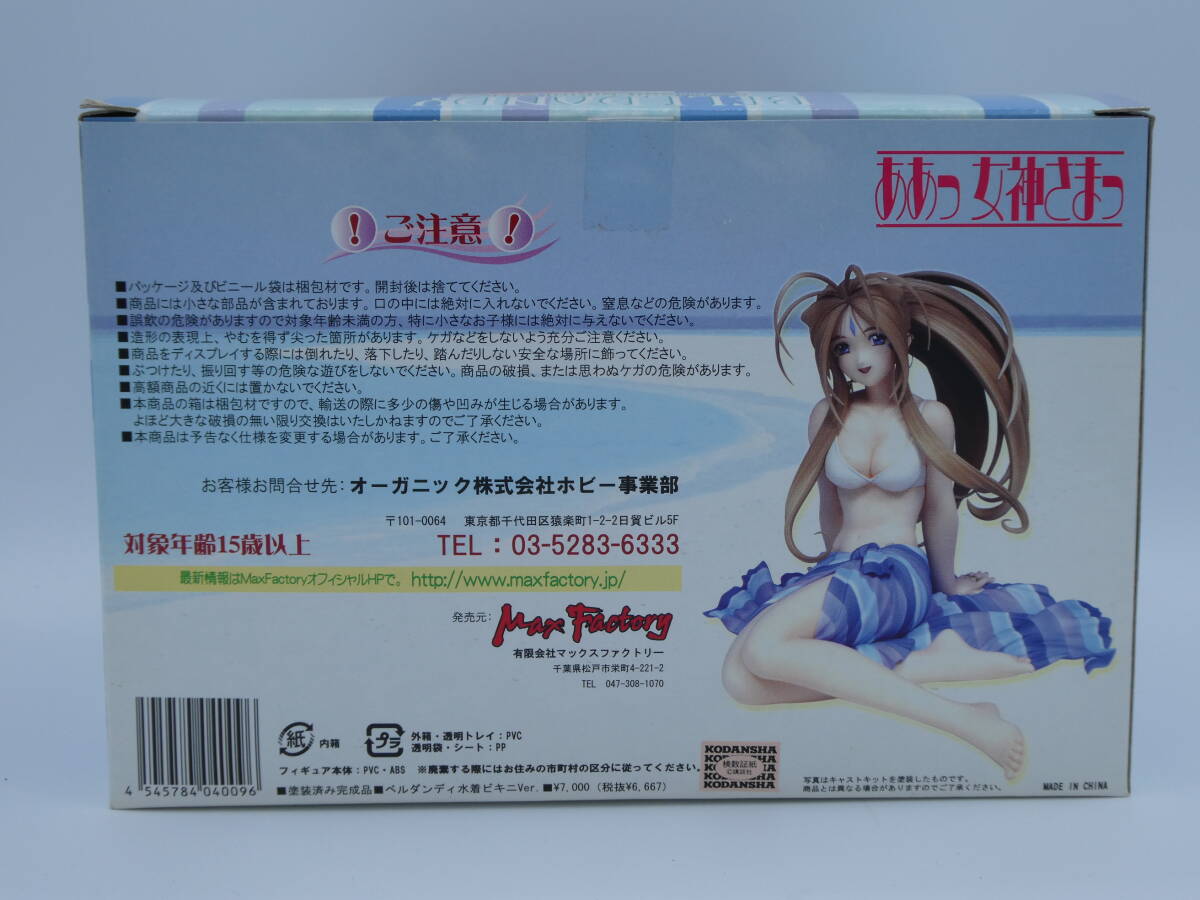 BELLDANDY
ああっ女神さまっ
! ご注意 !
■パッケージ及びビニール袋は梱包材です。開封後は捨ててください。
■商品には小さな部品が含まれております。口の中には絶対に入れないでください。窒息などの危険があります。
■誤飲の危険がありますので対象年齢未満の方、特に小さなお子様には絶対に与えないでください。
■造形の表現上、やむを得ず尖った箇所があります。ケガなどをしないよう充分ご注意ください。
■商品をディスプレイする際には倒れたり、落下したり、踏んだりしない安全な場所に飾ってください。
■ぶつけたり、振り回す等の危険な遊びをしないでください。商品の破損、または思わぬケガの危険があります。
■高額商品の近くには置かないでください。
■本商品の箱は梱包材ですので、輸送の際に多少の傷や凹みが生じる場合があります。
よほど大きな破損の無い限り交換はいたしかねますのでご了承ください。
■本商品は予告なく仕様を変更する場合があります。ご了承ください。
お客様お問合せ先：オーガニック株式会社ホビー事業部
〒101-0064 東京都千代田区猿楽町1-2-2日貿ビル5F
対象年齢15歳以上 TEL：03-5283-6333
最新情報はMaxFactoryオフィシャルHPで。 http://www.maxfactory.jp/
発売元： Max Factory
有限会社マックスファクトリー
千葉県松戸市栄町4-221-2
TEL 047-308-1070
紙 内箱
プラ 外箱・透明トレイ：PVC
透明袋・シート：PP
フィギュア本体：PVC・ABS ※廃棄する際にはお住みの市町村の区分に従ってください。
■塗装済み完成品■ベルダンディ水着ビキニVer. ■¥7,000（税抜¥6,667）
4 545784 040096
KODANSHA
検数証紙
©講談社
KODANSHA
写真はキャストキットを塗装したものです。
商品とは異なる場合がありますのでご了承ください。
MADE IN CHINA